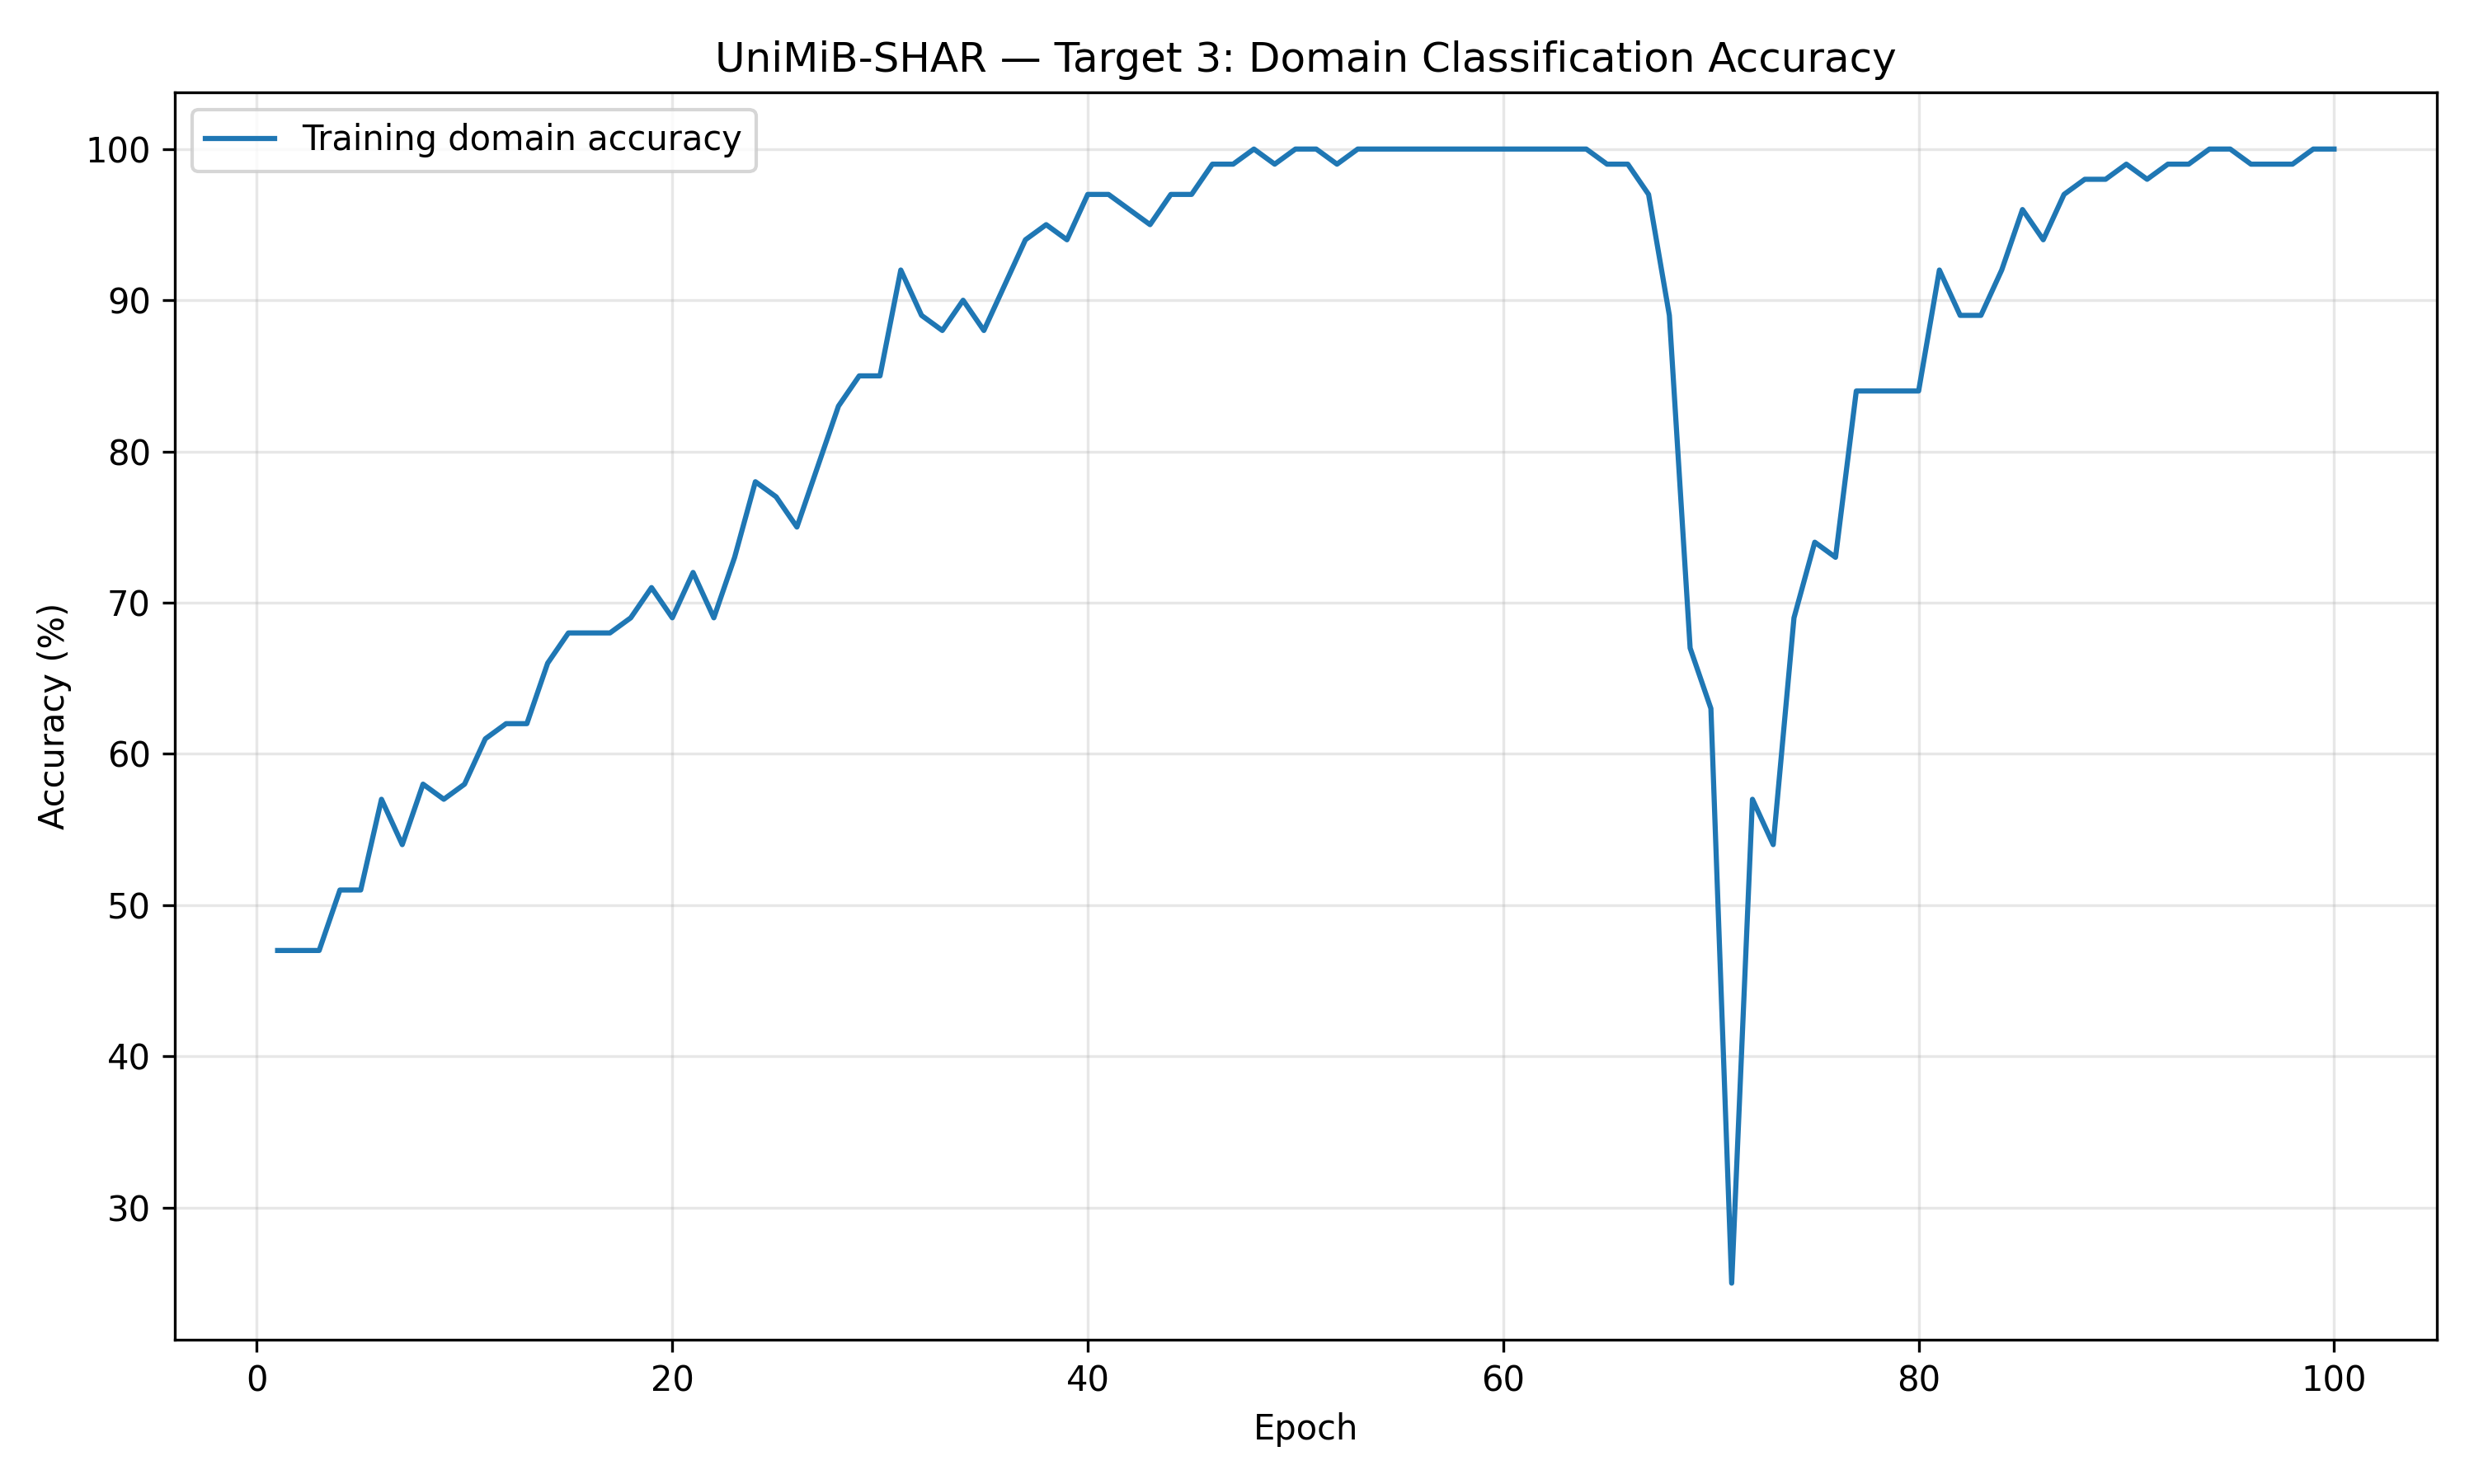 UniMiB-SHAR — Target 3: Domain Classification Accuracy
Training domain accuracy
100
90
80
70
60
50
40
30
Accuracy (%)
0 20 40 60 80 100
Epoch